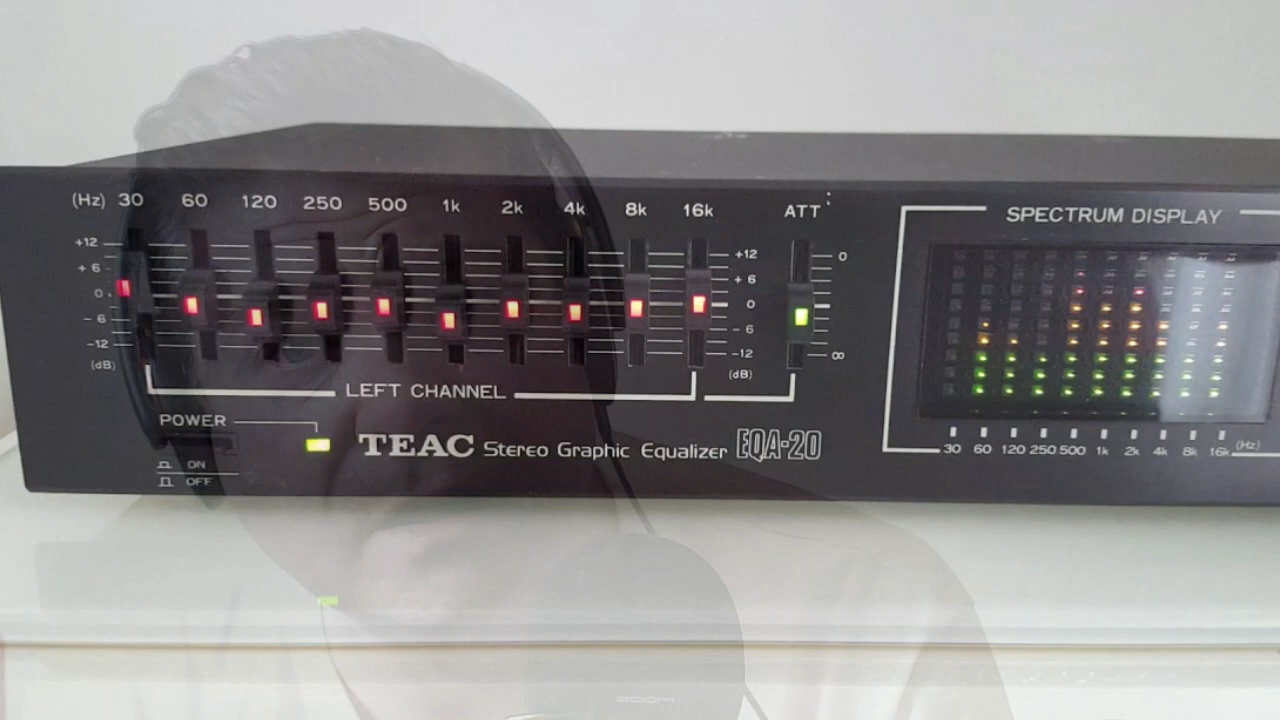 (Hz) 30 60 120 250 500 1k 2k 4k 8k 16k ATT
SPECTRUM DISPLAY
+12 +12 0
+6 +6
0 0
-6 -6
-12 -12 ∞
(dB) (dB)
LEFT CHANNEL
POWER
TEAC Stereo Graphic Equalizer EQA-20
ON
OFF
30 60 120 250 500 1k 2k 4k 8k 16k (Hz)
ZOOM